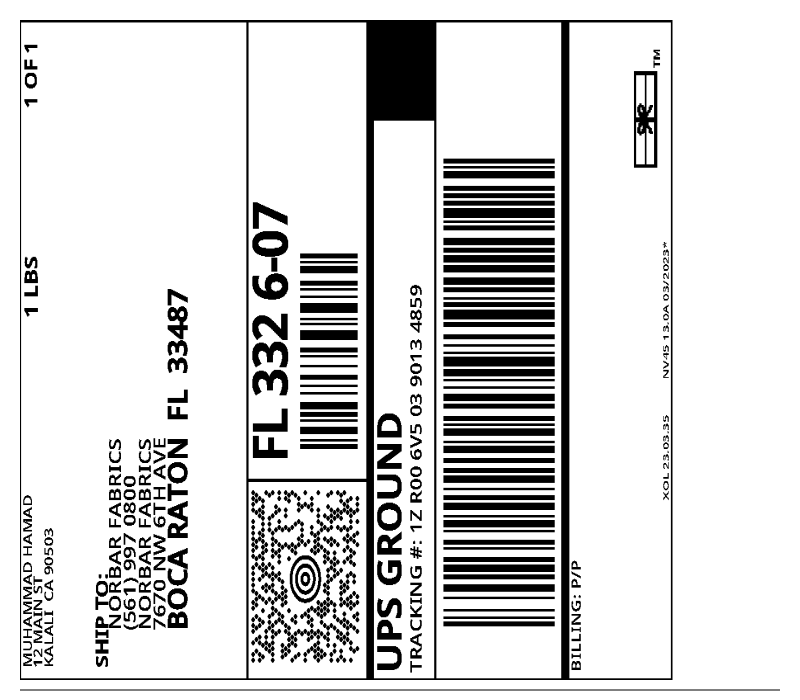 MUHAMMAD HAMAD
12 MAIN ST
KALALI CA 90503
1 LBS
1 OF 1
SHIP TO:
NORBAR FABRICS
(561) 997 0800
NORBAR FABRICS
7670 NW 6TH AVE
BOCA RATON FL 33487
FL 332 6-07
UPS GROUND
TRACKING #: 1Z R00 6V5 03 9013 4859
BILLING: P/P
XOL 23.03.35 NV45 13.0A 03/2023*
TM